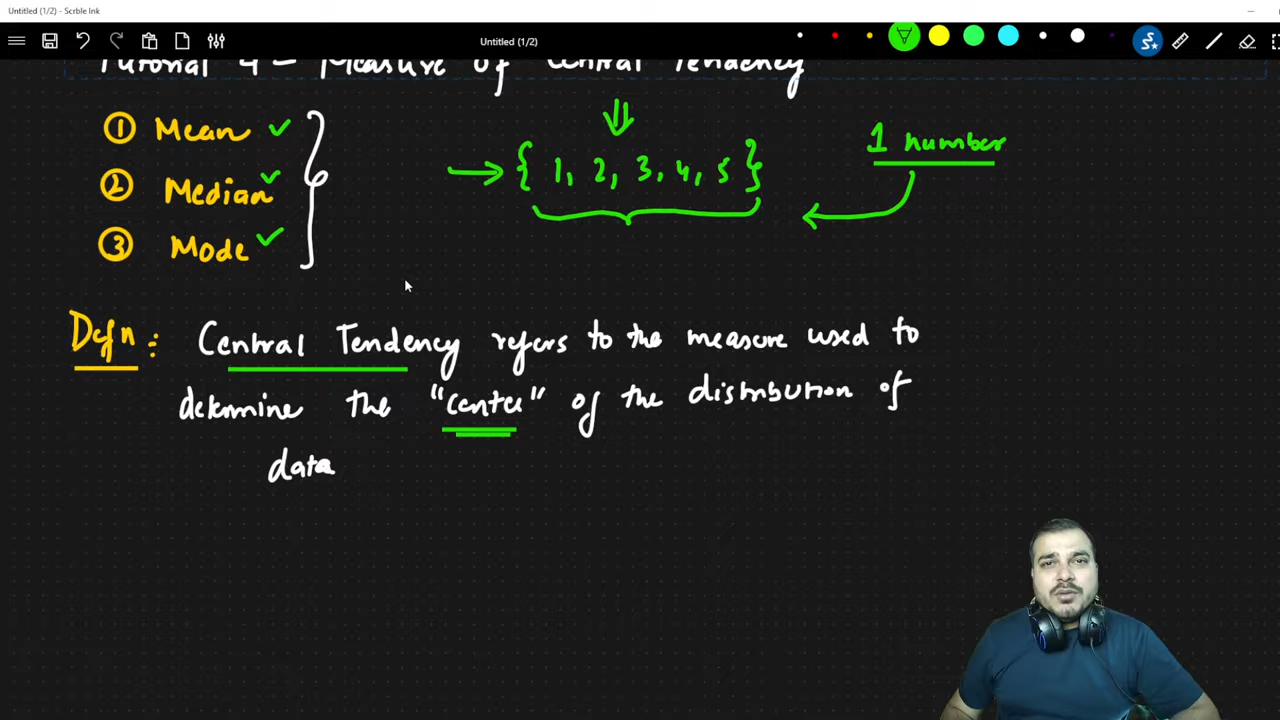 Untitled (1/2) - Scrble Ink
Untitled (1/2)
Tutorial 4 - Measure of Central Tendency
① Mean ✓
② Median ✓
③ Mode ✓
→ { 1, 2, 3, 4, 5 }
1 number
Defn : Central Tendency refers to the measure used to
determine the "center" of the distribution of
data